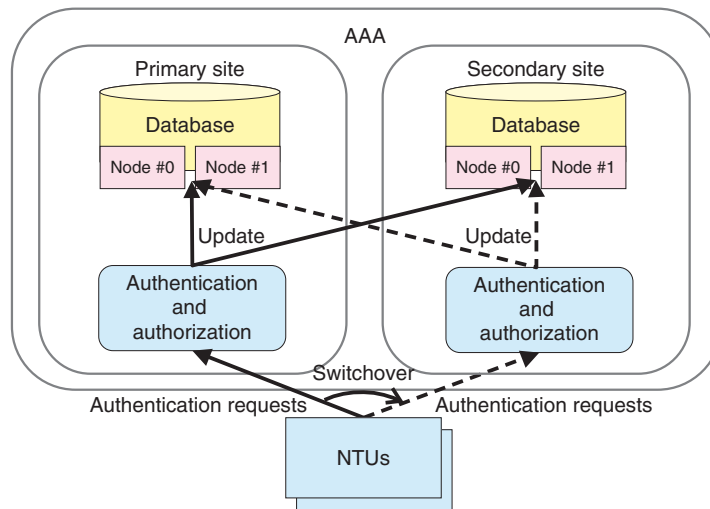 AAA
Primary site
Secondary site
Database
Database
Node #0
Node #1
Node #0
Node #1
Update
Update
Authentication
and
authorization
Authentication
and
authorization
Switchover
Authentication requests
Authentication requests
NTUs